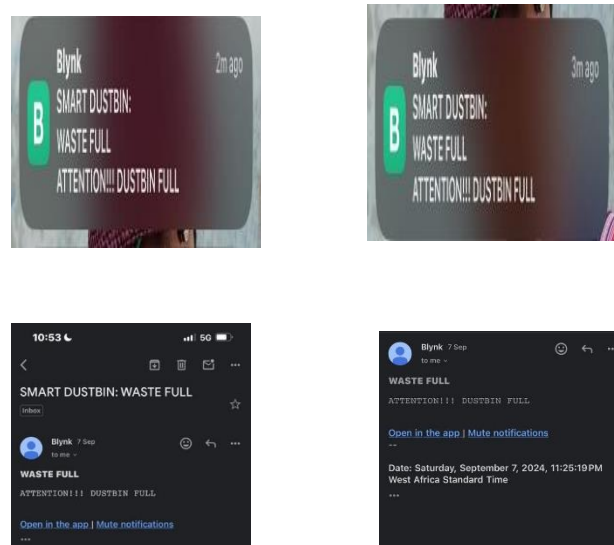 Blynk 2m ago
B
SMART DUSTBIN:
WASTE FULL
ATTENTION!!! DUSTBIN FULL
Blynk 3m ago
B
SMART DUSTBIN:
WASTE FULL
ATTENTION!!! DUSTBIN FULL
10:53 5G
SMART DUSTBIN: WASTE FULL
Inbox
Blynk 7 Sep
to me
WASTE FULL
ATTENTION!!! DUSTBIN FULL
Open in the app | Mute notifications
--
Blynk 7 Sep
to me
WASTE FULL
ATTENTION!!! DUSTBIN FULL
Open in the app | Mute notifications
--
Date: Saturday, September 7, 2024, 11:25:19 PM
West Africa Standard Time